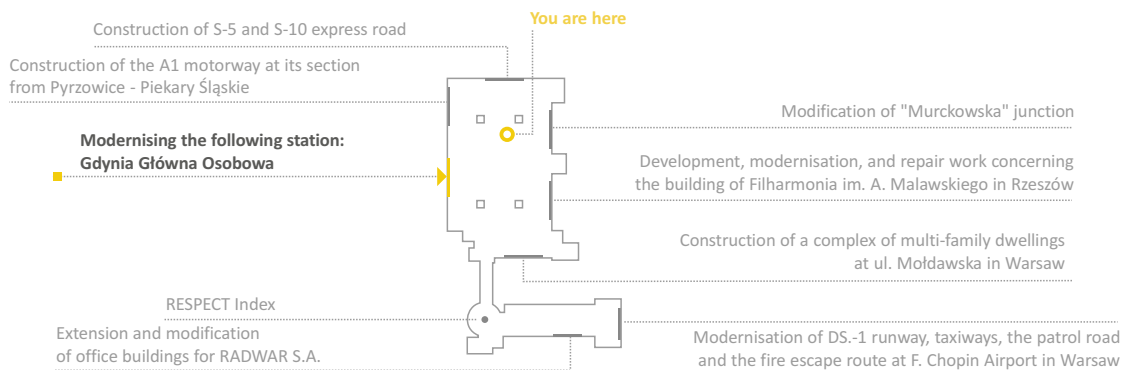 You are here
Construction of S-5 and S-10 express road
Construction of the A1 motorway at its section
from Pyrzowice - Piekary Śląskie
Modernising the following station:
Gdynia Główna Osobowa
Modification of "Murckowska" junction
Development, modernisation, and repair work concerning
the building of Filharmonia im. A. Malawskiego in Rzeszów
Construction of a complex of multi-family dwellings
at ul. Mołdawska in Warsaw
RESPECT Index
Extension and modification
of office buildings for RADWAR S.A.
Modernisation of DS.-1 runway, taxiways, the patrol road
and the fire escape route at F. Chopin Airport in Warsaw